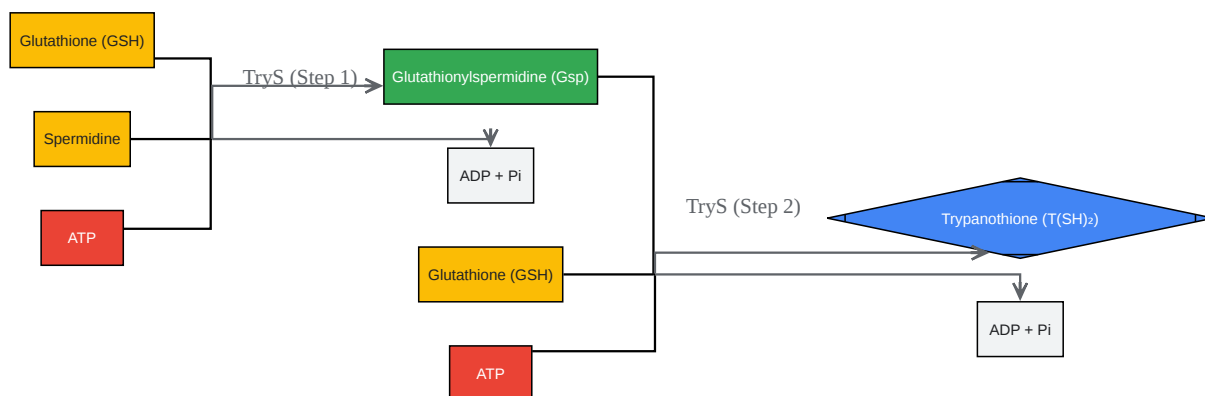 Glutathione (GSH)
TryS (Step 1)
Glutathionylspermidine (Gsp)
Spermidine
ADP + Pi
ATP
TryS (Step 2)
Trypanothione (T(SH)₂)
Glutathione (GSH)
ADP + Pi
ATP